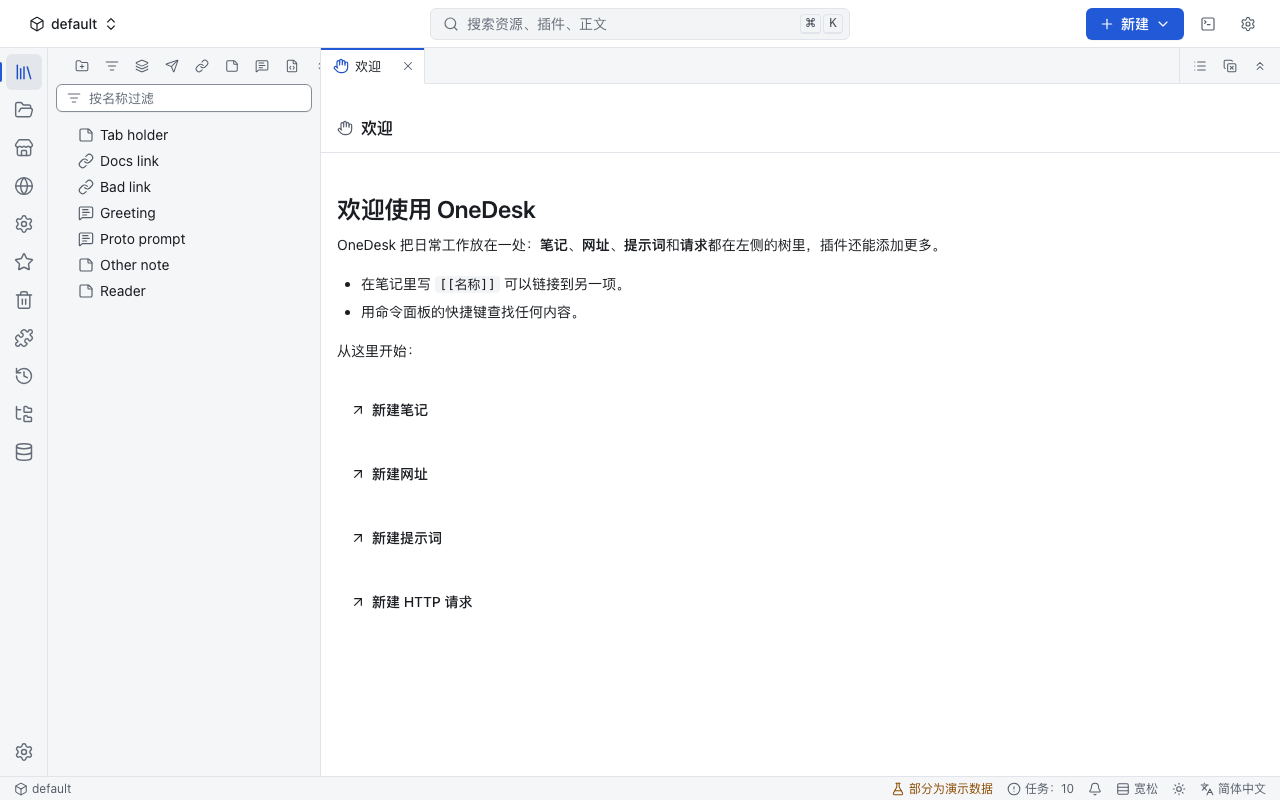 default
搜索资源、插件、正文
⌘ K
新建
欢迎
按名称过滤
Tab holder
Docs link
Bad link
Greeting
Proto prompt
Other note
Reader
欢迎
欢迎使用 OneDesk
OneDesk 把日常工作放在一处：笔记、网址、提示词和请求都在左侧的树里，插件还能添加更多。
在笔记里写 [[名称]] 可以链接到另一项。
用命令面板的快捷键查找任何内容。
从这里开始：
新建笔记
新建网址
新建提示词
新建 HTTP 请求
default
部分为演示数据
任务：10
宽松
简体中文